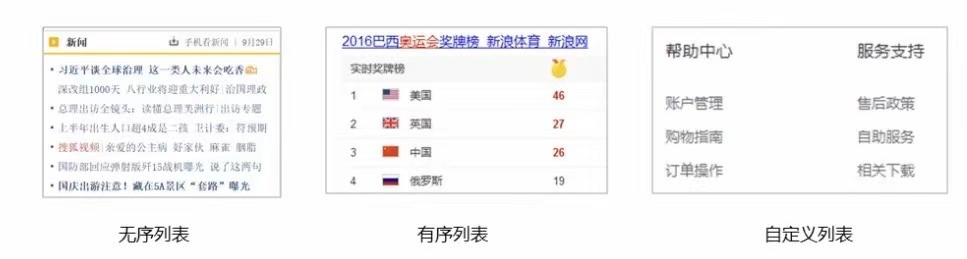 新闻 手机看新闻 | 9月29日
• 习近平谈全球治理 这一类人未来会吃香
深改组1000天 八行业将迎重大利好|治国理政
• 总理出访全镜头：读懂总理美洲行|出访专题
• 上半年出生人口超4成是二孩 卫计委：符预期
• 搜狐视频|亲爱的公主病 好家伙 麻雀 胭脂
• 国防部回应弹射版歼15战机曝光 说了这两句
• 国庆出游注意！藏在5A景区“套路”曝光
无序列表
2016巴西奥运会奖牌榜_新浪体育_新浪网
实时奖牌榜
1 美国 46
2 英国 27
3 中国 26
4 俄罗斯 19
有序列表
帮助中心 服务支持
账户管理 售后政策
购物指南 自助服务
订单操作 相关下载
自定义列表